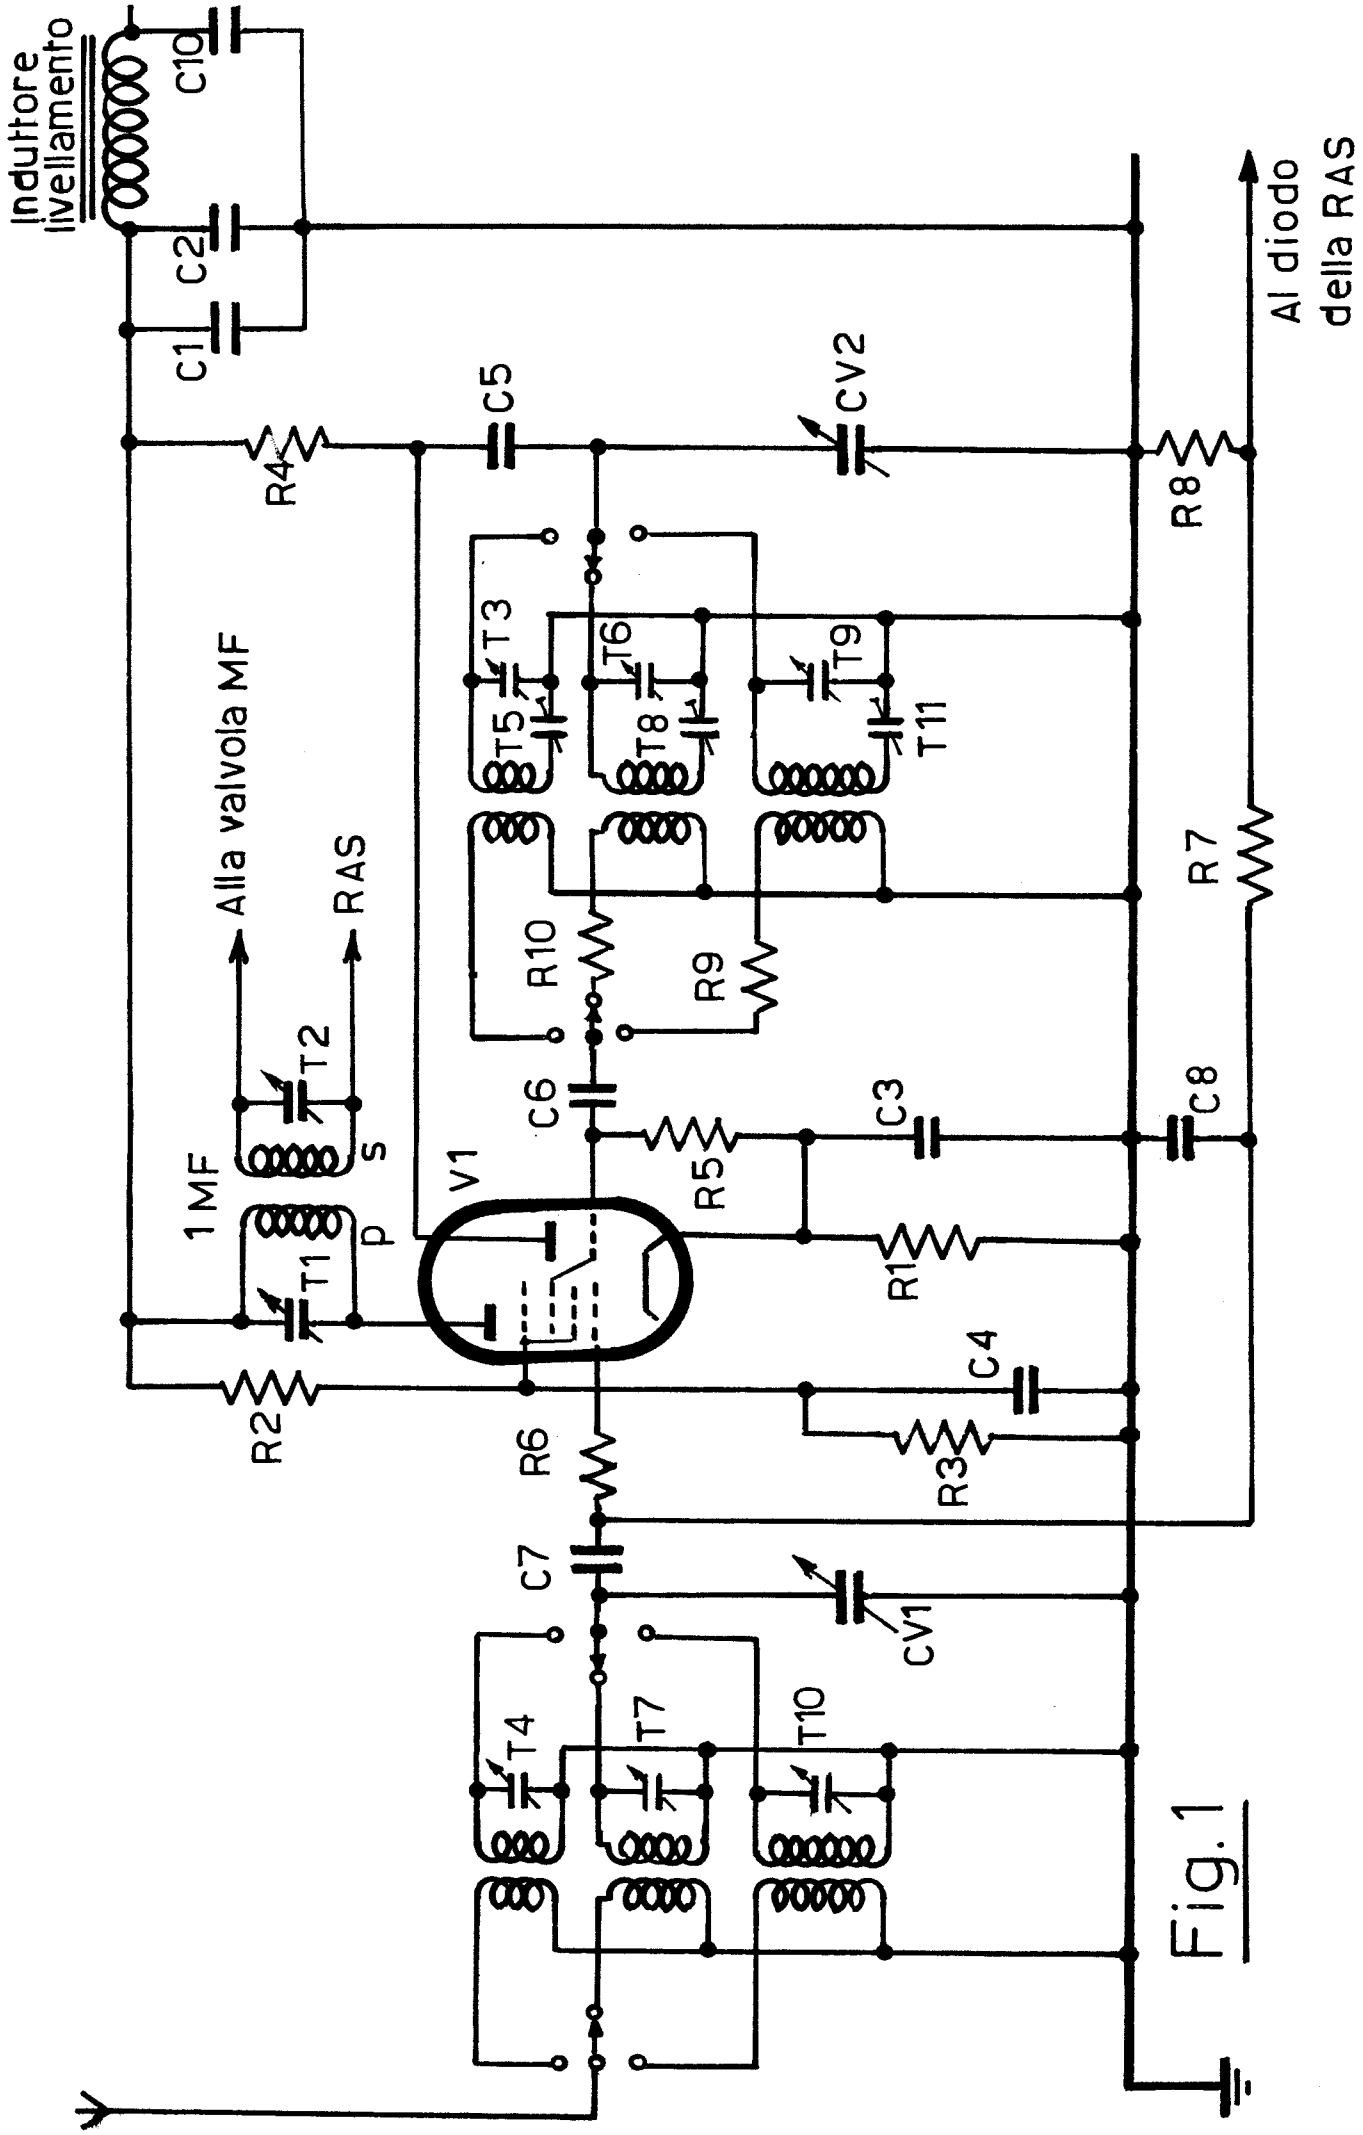 Induttore
livellamento
C10
C2
C1
Alla valvola MF
RAS
R4
C5
CV2
Al diodo
della RAS
R8
T3
T5
T6
T8
T9
T11
R7
1MF
T2
T1
p
s
V1
R10
R9
C6
C3
C8
R5
R1
R2
R6
C4
R3
C7
CV1
T4
T7
T10
Fig. 1